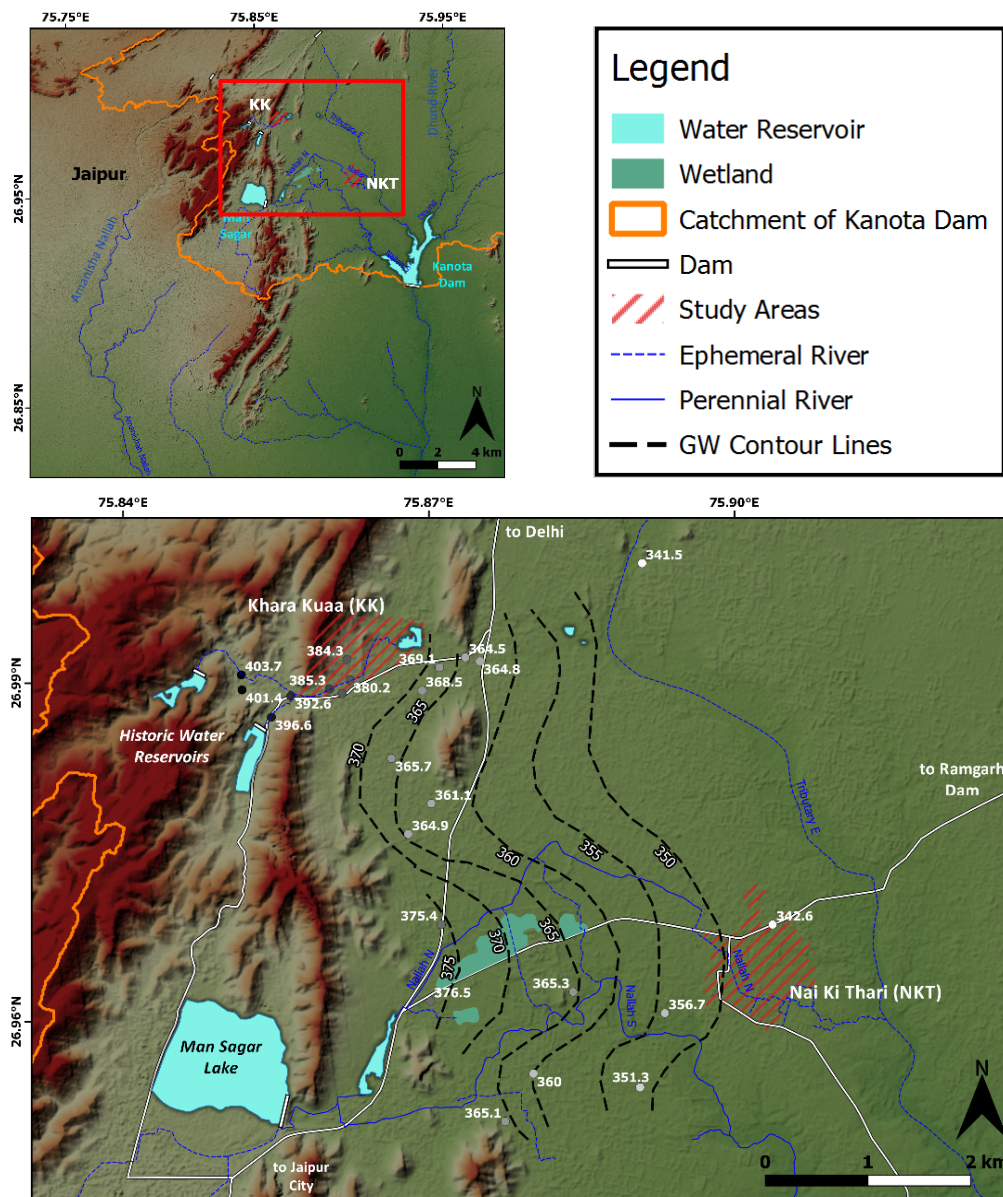 75.75°E
75.85°E
75.95°E
26.95°N
26.85°N
KK
NKT
Jaipur
Man
Sagar
Kanota
Dam
Amanisha Nallah
Amanishah Nallah
Dhund River
Tributary E
Nallah N
N
0 2 4 km
Legend
Water Reservoir
Wetland
Catchment of Kanota Dam
Dam
Study Areas
Ephemeral River
Perennial River
GW Contour Lines
75.84°E
75.87°E
75.90°E
26.99°N
26.96°N
to Delhi
341.5
Khara Kuaa (KK)
384.3
364.5
369.1
364.8
403.7
385.3
380.2
368.5
401.4
392.6
365
396.6
Historic Water
Reservoirs
370
365.7
to Ramgarh
Dam
Tributary E
361.1
364.9
360
355
350
375.4
365
370
342.6
Nallah N
375
Nallah N
376.5
365.3
Nai Ki Thari (NKT)
Nallah S
356.7
Man Sagar
Lake
360
351.3
365.1
N
to Jaipur
City
0 1 2 km